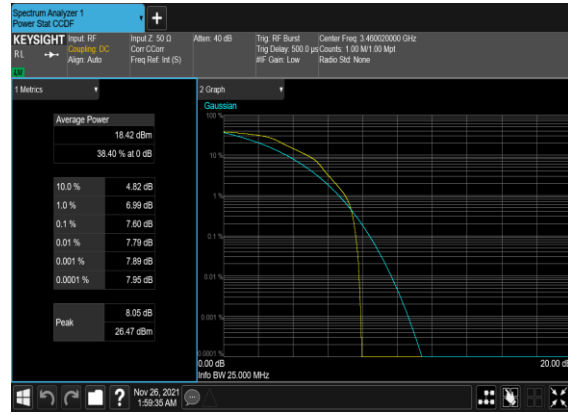 Spectrum Analyzer 1
Power Stat CCDF
+
KEYSIGHT
RL
Input: RF
Coupling: DC
Align: Auto
Input Z: 50 Ω
Corr CCorr
Freq Ref: Int (S)
Atten: 40 dB
Trig: RF Burst
Trig Delay: 500.0 µs
#IF Gain: Low
Center Freq: 3.460020000 GHz
Counts: 1.00 M/1.00 Mpt
Radio Std: None
1 Metrics
Average Power
18.42 dBm
38.40 % at 0 dB
10.0 % 4.82 dB
1.0 % 6.99 dB
0.1 % 7.60 dB
0.01 % 7.79 dB
0.001 % 7.89 dB
0.0001 % 7.95 dB
Peak
8.05 dB
26.47 dBm
2 Graph
Gaussian
100 %
10 %
1 %
0.1 %
0.01 %
0.001 %
0.0001 %
0.00 dB
20.00 dB
Info BW 25.000 MHz
?
Nov 26, 2021
1:59:35 AM